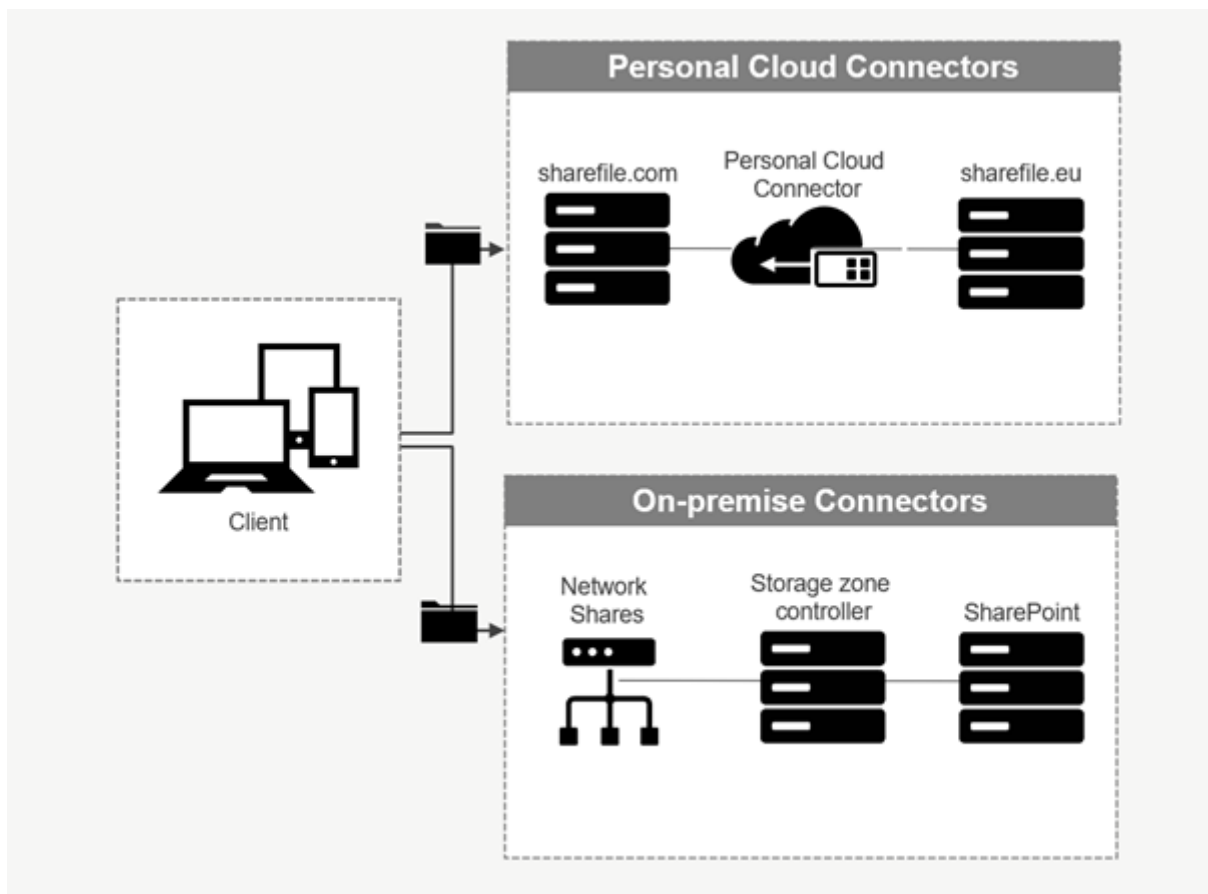 Personal Cloud Connectors
sharefile.com
Personal Cloud
Connector
sharefile.eu
Client
On-premise Connectors
Network
Shares
Storage zone
controller
SharePoint